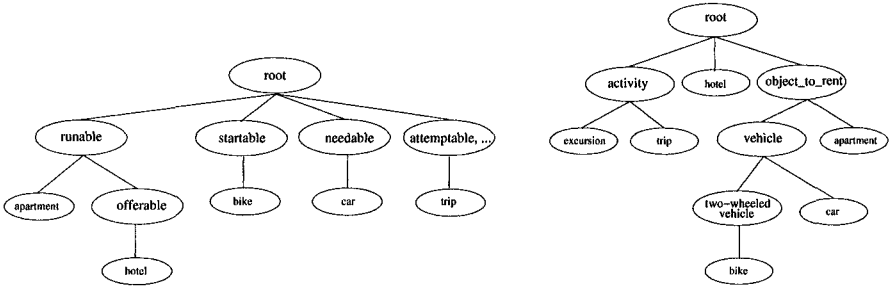 root
runable
startable
needable
attemptable, ...
apartment
offerable
bike
car
trip
hotel
root
activity
hotel
object_to_rent
excursion
trip
vehicle
apartment
two-wheeled
vehicle
car
bike